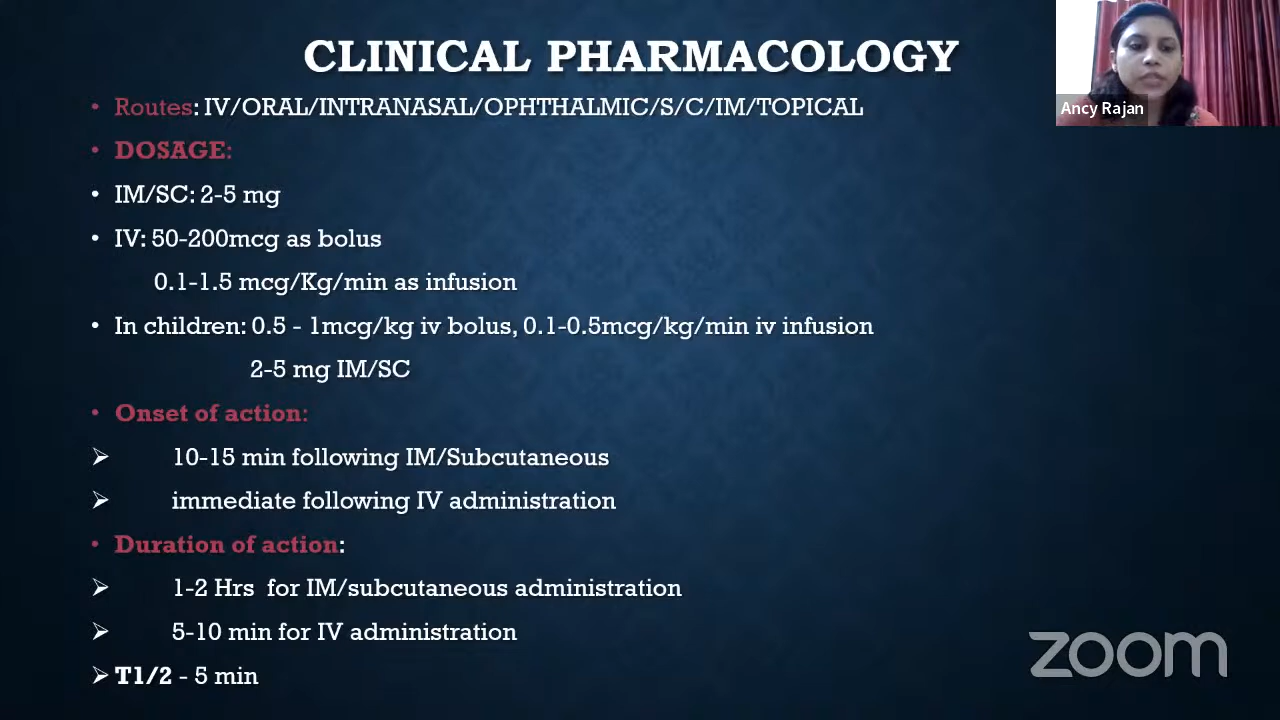 CLINICAL PHARMACOLOGY
• Routes: IV/ORAL/INTRANASAL/OPHTHALMIC/S/C/IM/TOPICAL
• DOSAGE:
• IM/SC: 2-5 mg
• IV: 50-200mcg as bolus
0.1-1.5 mcg/Kg/min as infusion
• In children: 0.5 - 1mcg/kg iv bolus, 0.1-0.5mcg/kg/min iv infusion
2-5 mg IM/SC
• Onset of action:
➢ 10-15 min following IM/Subcutaneous
➢ immediate following IV administration
• Duration of action:
➢ 1-2 Hrs for IM/subcutaneous administration
➢ 5-10 min for IV administration
➢ T1/2 - 5 min
Ancy Rajan
zoom